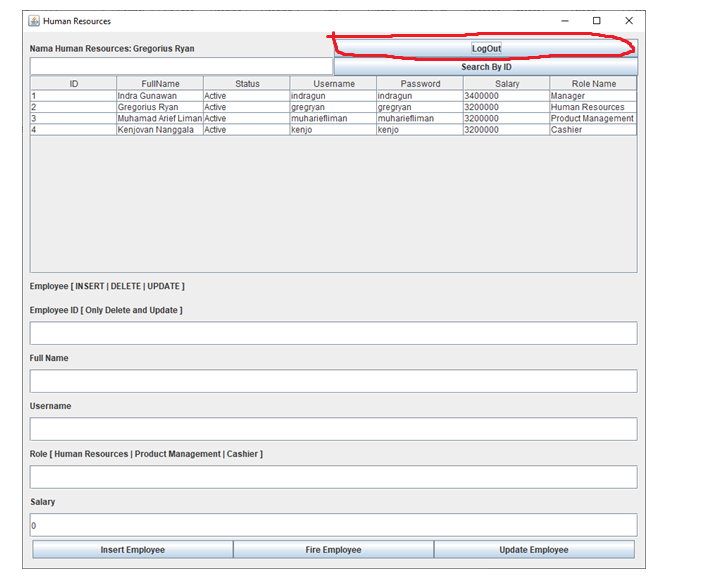 Human Resources
Nama Human Resources: Gregorius Ryan LogOut
Search By ID
ID FullName Status Username Password Salary Role Name
1 Indra Gunawan Active indragun indragun 3400000 Manager
2 Gregorius Ryan Active gregryan gregryan 3200000 Human Resources
3 Muhamad Arief Liman Active muhariefliman muhariefliman 3200000 Product Management
4 Kenjovan Nanggala Active kenjo kenjo 3200000 Cashier
Employee [ INSERT | DELETE | UPDATE ]
Employee ID [ Only Delete and Update ]
Full Name
Username
Role [ Human Resources | Product Management | Cashier ]
Salary
0
Insert Employee Fire Employee Update Employee